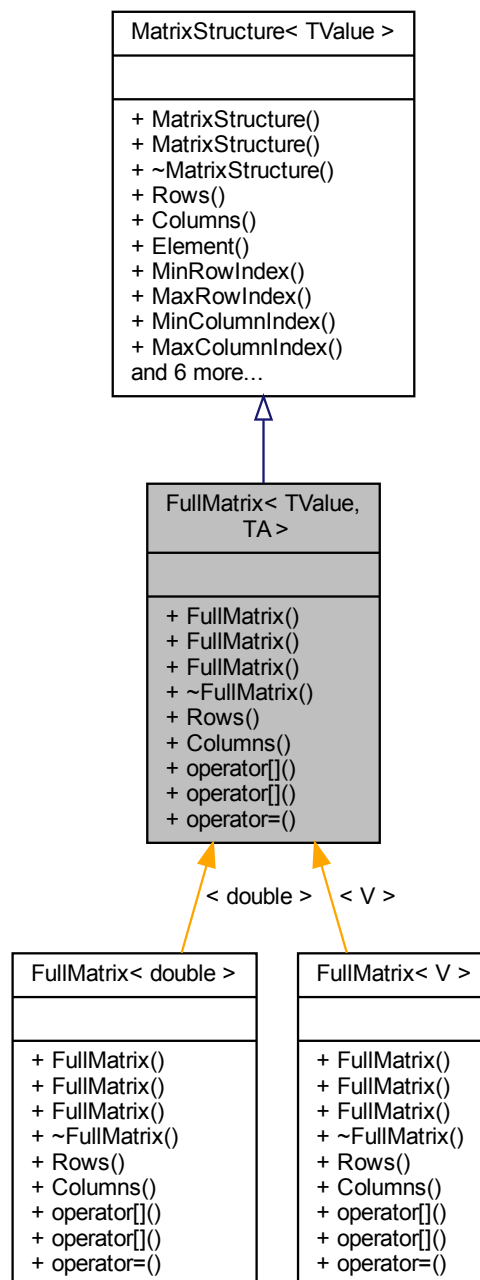 MatrixStructure< TValue >
+ MatrixStructure()
+ MatrixStructure()
+ ~MatrixStructure()
+ Rows()
+ Columns()
+ Element()
+ MinRowIndex()
+ MaxRowIndex()
+ MinColumnIndex()
+ MaxColumnIndex()
and 6 more...
FullMatrix< TValue,
TA >
+ FullMatrix()
+ FullMatrix()
+ FullMatrix()
+ ~FullMatrix()
+ Rows()
+ Columns()
+ operator[]()
+ operator[]()
+ operator=()
< double >
< V >
FullMatrix< double >
+ FullMatrix()
+ FullMatrix()
+ FullMatrix()
+ ~FullMatrix()
+ Rows()
+ Columns()
+ operator[]()
+ operator[]()
+ operator=()
FullMatrix< V >
+ FullMatrix()
+ FullMatrix()
+ FullMatrix()
+ ~FullMatrix()
+ Rows()
+ Columns()
+ operator[]()
+ operator[]()
+ operator=()